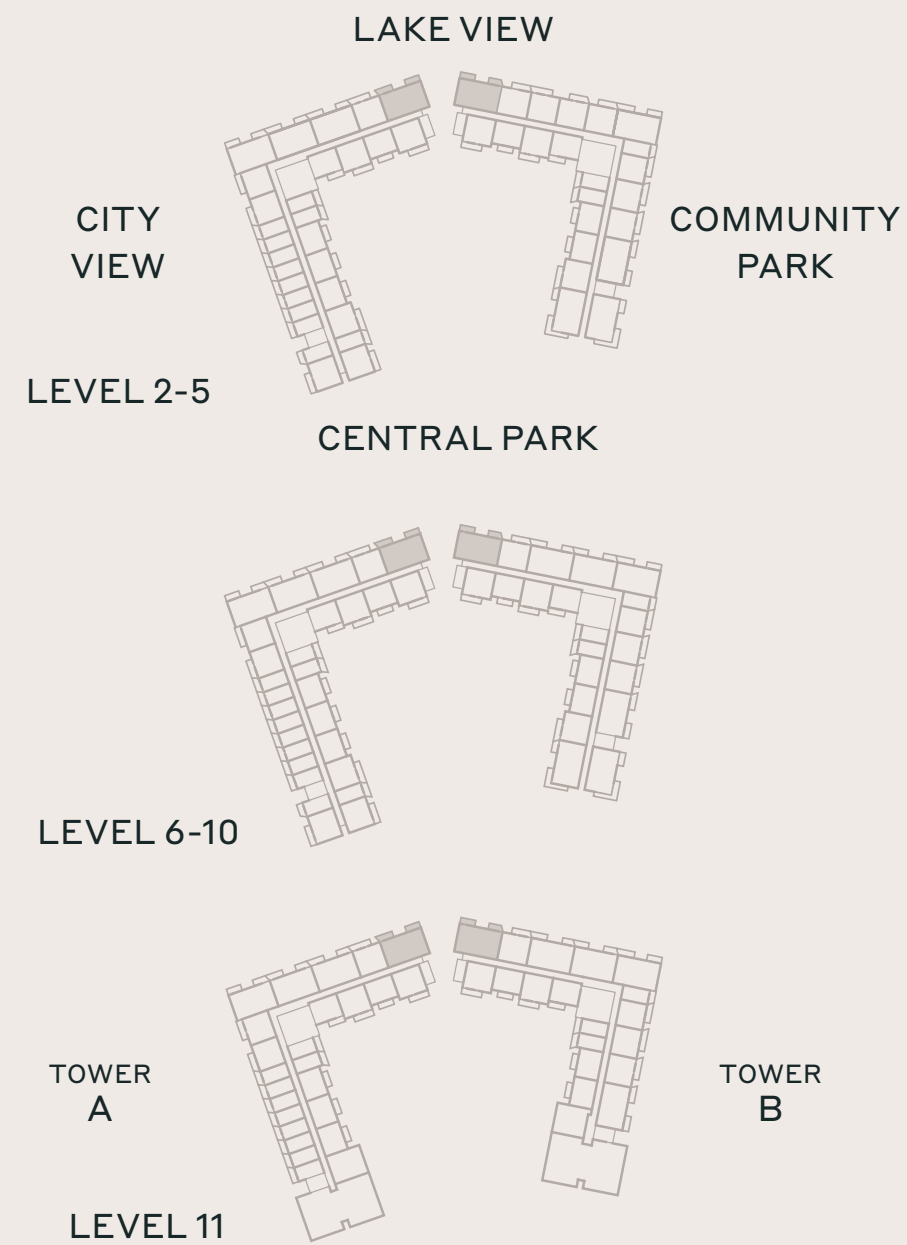 LAKE VIEW
CITY
VIEW
COMMUNITY
PARK
LEVEL 2-5
CENTRAL PARK
LEVEL 6-10
TOWER
A
TOWER
B
LEVEL 11